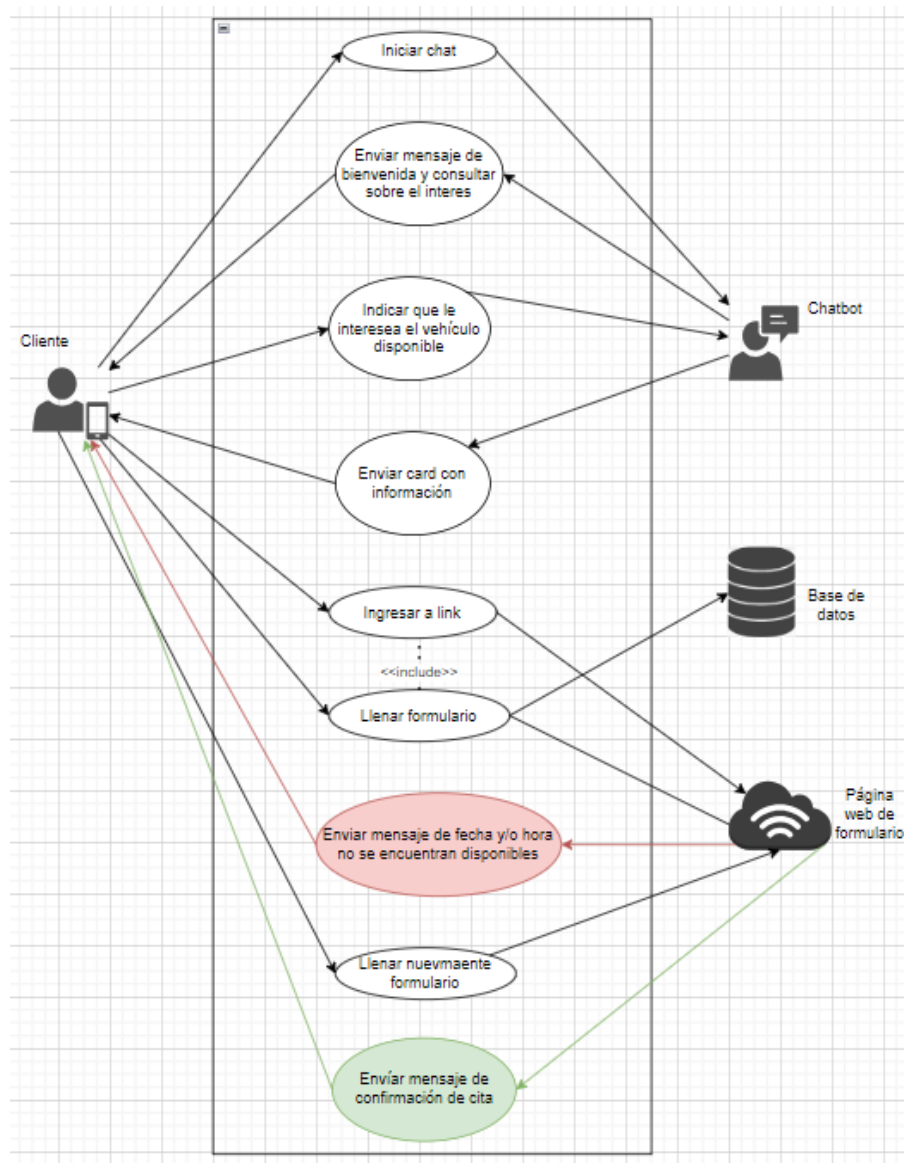 Iniciar chat
Enviar mensaje de
bienvenida y consultar
sobre el interes
Indicar que le
interesea el vehículo
disponible
Chatbot
Cliente
Enviar card con
información
Ingresar a link
Base de
datos
<<include>>
Llenar formulario
Página
web de
formulario
Enviar mensaje de fecha y/o hora
no se encuentran disponibles
Llenar nuevmaente
formulario
Envíar mensaje de
confirmación de cita